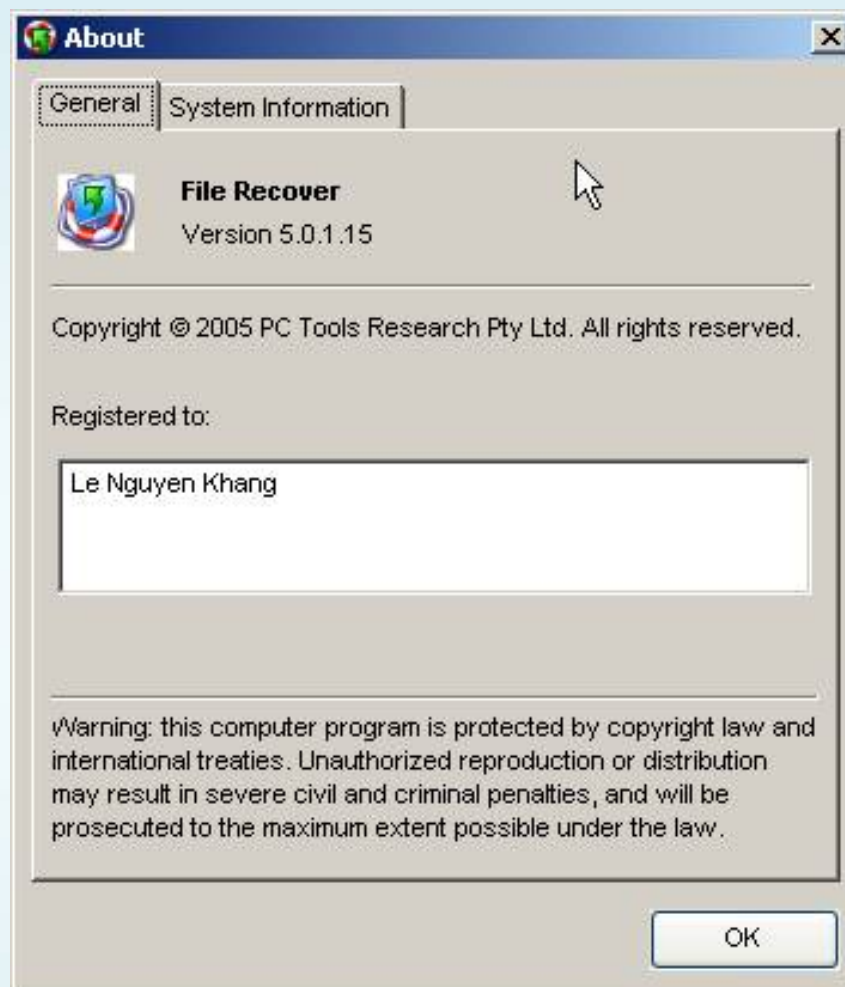 About
General
System Information
File Recover
Version 5.0.1.15
Copyright © 2005 PC Tools Research Pty Ltd. All rights reserved.
Registered to:
Le Nguyen Khang
Warning: this computer program is protected by copyright law and
international treaties. Unauthorized reproduction or distribution
may result in severe civil and criminal penalties, and will be
prosecuted to the maximum extent possible under the law.
OK